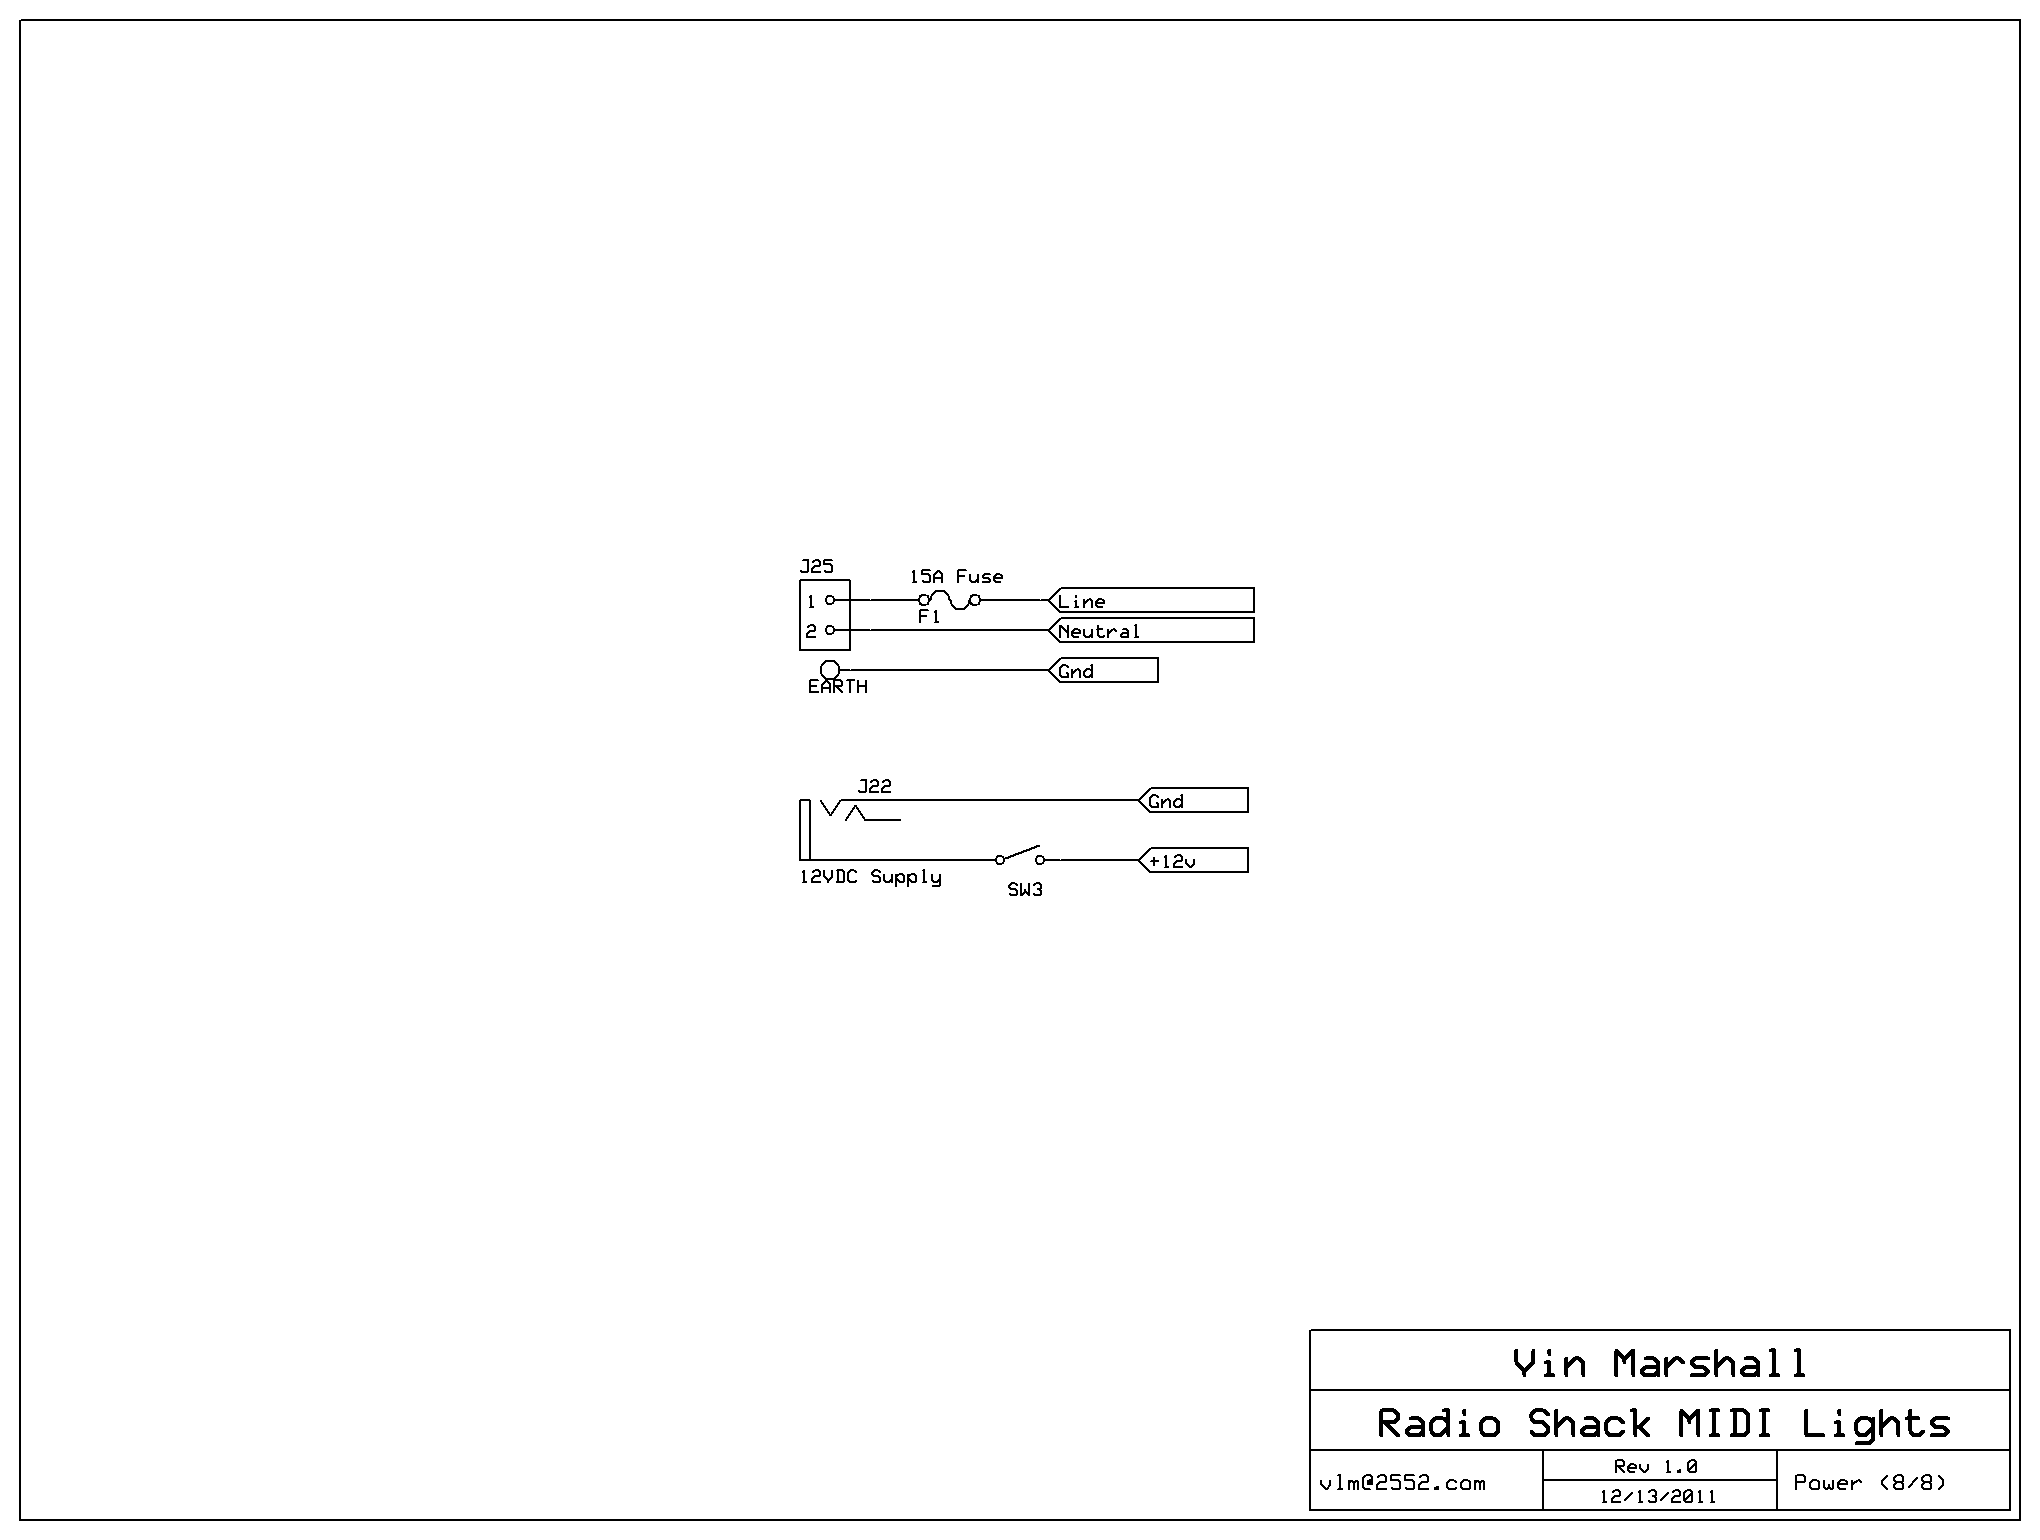 J25
15A Fuse
1
Line
F1
2
Neutral
Gnd
EARTH
J22
Gnd
+12v
12VDC Supply
SW3
Vin Marshall
Radio Shack MIDI Lights
vlm@2552.com
Rev 1.0
12/13/2011
Power (8/8)